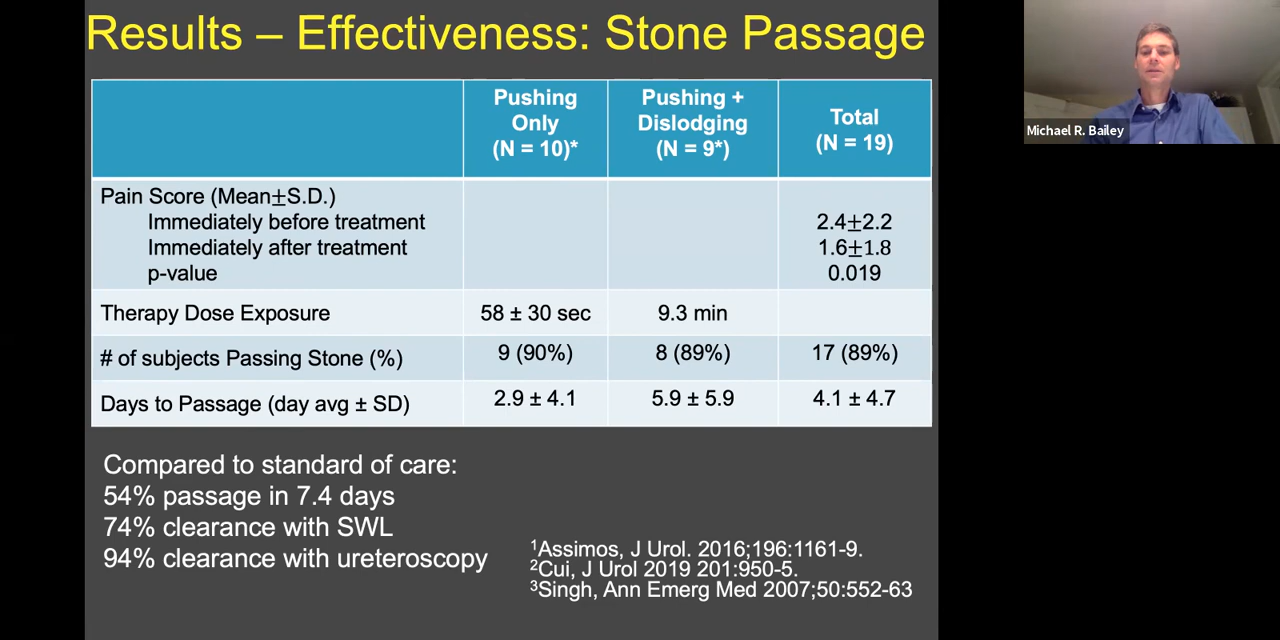 Results – Effectiveness: Stone Passage
Pushing Only (N = 10)*
Pushing + Dislodging (N = 9*)
Total (N = 19)
Pain Score (Mean±S.D.)
Immediately before treatment 2.4±2.2
Immediately after treatment 1.6±1.8
p-value 0.019
Therapy Dose Exposure 58 ± 30 sec 9.3 min
# of subjects Passing Stone (%) 9 (90%) 8 (89%) 17 (89%)
Days to Passage (day avg ± SD) 2.9 ± 4.1 5.9 ± 5.9 4.1 ± 4.7
Compared to standard of care:
54% passage in 7.4 days
74% clearance with SWL
94% clearance with ureteroscopy
¹Assimos, J Urol. 2016;196:1161-9.
²Cui, J Urol 2019 201:950-5.
³Singh, Ann Emerg Med 2007;50:552-63
Michael R. Bailey